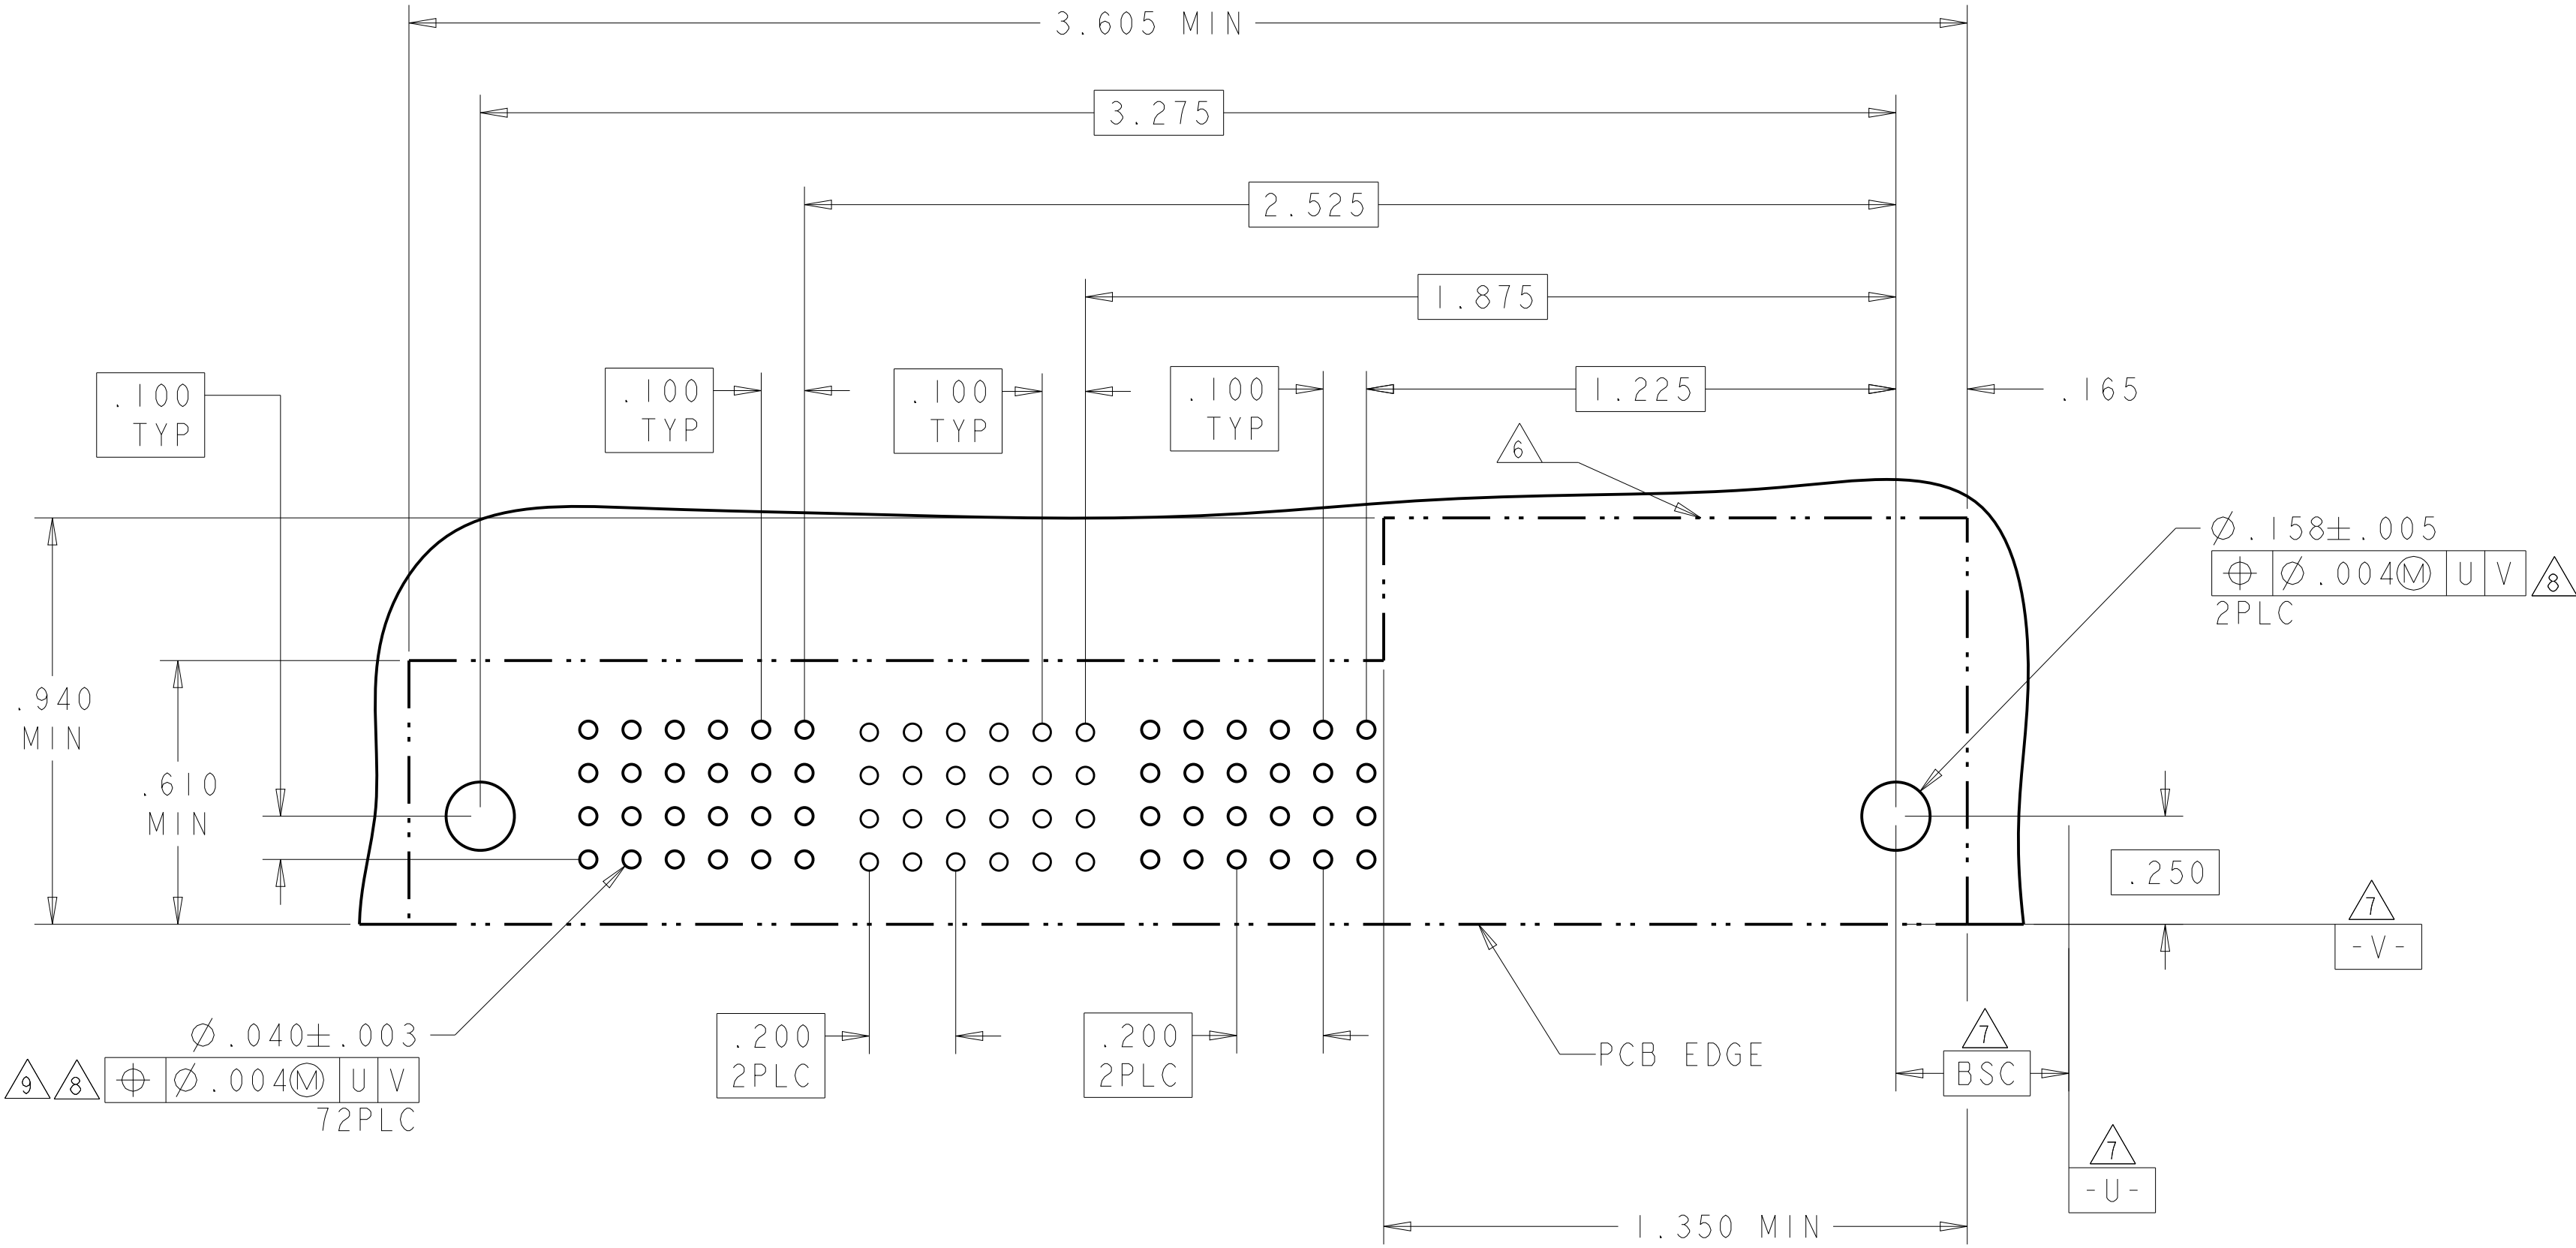 3.605 MIN
3.275
2.525
1.875
.100
TYP
.100
TYP
.100
TYP
.100
TYP
1.225
.165
6
Ø.158±.005
⌖ Ø.004Ⓜ U V 8
2PLC
.940
MIN
.610
MIN
.250
7
-V-
Ø.040±.003
9 8 ⌖ Ø.004Ⓜ U V
72PLC
.200
2PLC
.200
2PLC
PCB EDGE
7
BSC
7
-U-
1.350 MIN